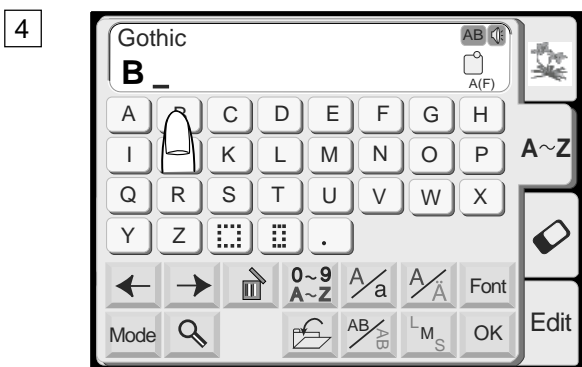 4
Gothic AB
B _ A(F)
A B C D E F G H
I K L M N O P A~Z
Q R S T U V W X
Y Z .
0~9 A~Z A/a A/Ä Font
Mode AB/AB L M S OK Edit